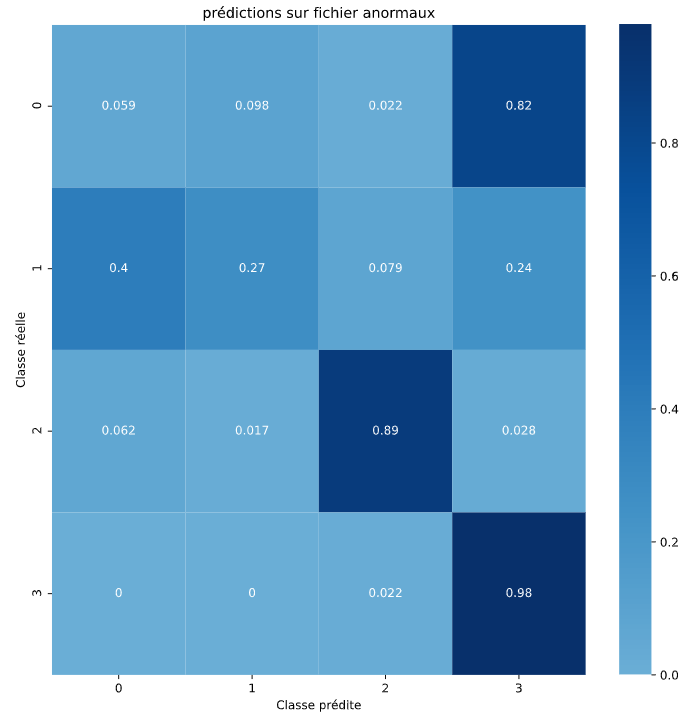 prédictions sur fichier anormaux
0 0.059 0.098 0.022 0.82
0.8
1 0.4 0.27 0.079 0.24
0.6
Classe réelle
0.4
2 0.062 0.017 0.89 0.028
0.2
3 0 0 0.022 0.98
0.0
0 1 2 3
Classe prédite